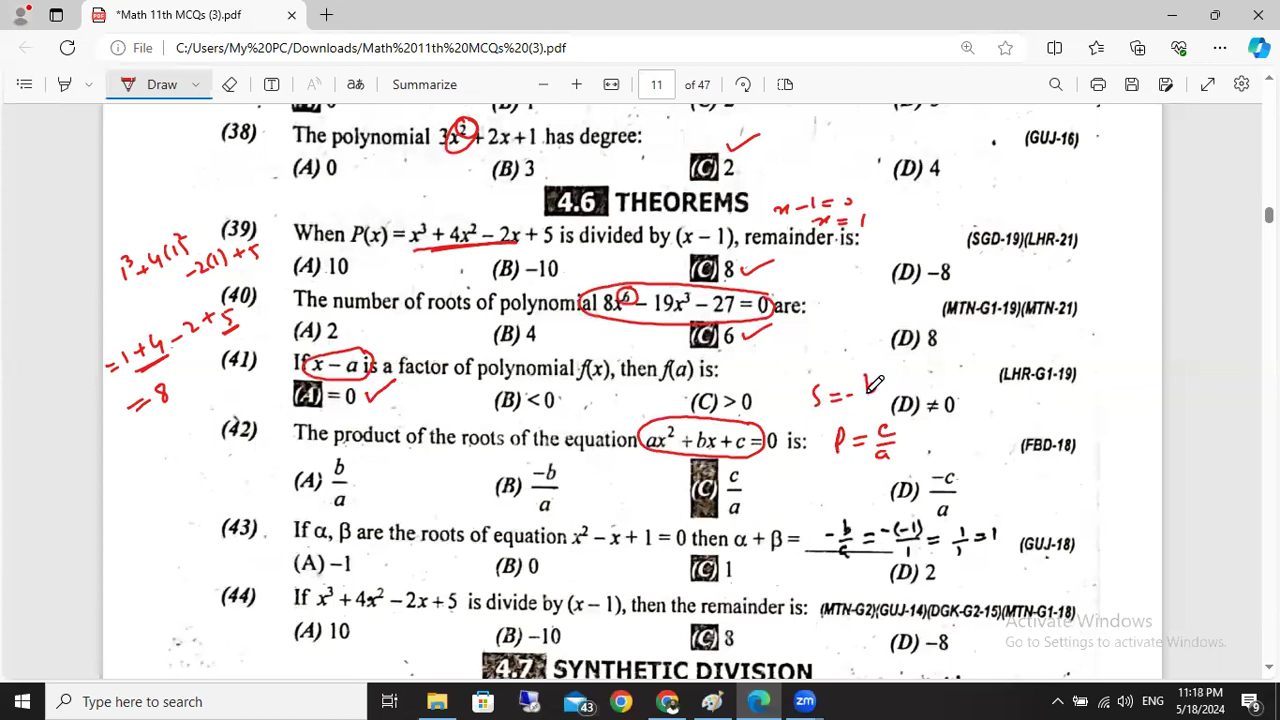 *Math 11th MCQs (3).pdf
File C:/Users/My%20PC/Downloads/Math%2011th%20MCQs%20(3).pdf
Draw Summarize 11 of 47
(38) The polynomial 3x² + 2x + 1 has degree: (GUJ-16)
(A) 0 (B) 3 (C) 2 (D) 4
4.6 THEOREMS
x - 1 = 0
x = 1
(39) When P(x) = x³ + 4x² − 2x + 5 is divided by (x − 1), remainder is: (SGD-19)(LHR-21)
1³ + 4(1)²
-2(1) + 5
(A) 10 (B) −10 (C) 8 (D) −8
(40) The number of roots of polynomial 8x⁶ − 19x³ − 27 = 0 are: (MTN-G1-19)(MTN-21)
(A) 2 (B) 4 (C) 6 (D) 8
= 1 + 4 - 2 + 5
(41) If x − a is a factor of polynomial f(x), then f(a) is: (LHR-G1-19)
= 8
(A) = 0 (B) < 0 (C) > 0 (D) ≠ 0
S = -
(42) The product of the roots of the equation ax² + bx + c = 0 is: (FBD-18)
P = c/a
(A) b/a (B) −b/a (C) c/a (D) −c/a
(43) If α, β are the roots of equation x² − x + 1 = 0 then α + β = -b/a = -(-1)/1 = 1/1 = 1 (GUJ-18)
(A) −1 (B) 0 (C) 1 (D) 2
(44) If x³ + 4x² − 2x + 5 is divide by (x − 1), then the remainder is: (MTN-G2)(GUJ-14)(DGK-G2-15)(MTN-G1-18)
(A) 10 (B) −10 (C) 8 (D) −8
Activate Windows
Go to Settings to activate Windows.
4.7 SYNTHETIC DIVISION
Type here to search
43
ENG
11:18 PM
5/18/2024
9